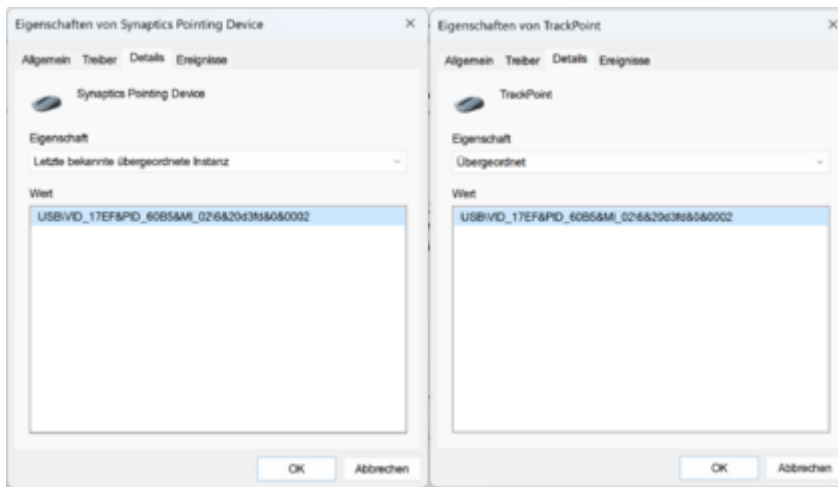 Eigenschaften von Synaptics Pointing Device
Allgemein Treiber Details Ereignisse
Synaptics Pointing Device
Eigenschaft
Letzte bekannte übergeordnete Instanz
Wert
USB\VID_17EF&PID_60B5&MI_02\6&20d3fd&0&0002
OK Abbrechen
Eigenschaften von TrackPoint
Allgemein Treiber Details Ereignisse
TrackPoint
Eigenschaft
Übergeordnet
Wert
USB\VID_17EF&PID_60B5&MI_02\6&29d3fd&0&0002
OK Abbrechen